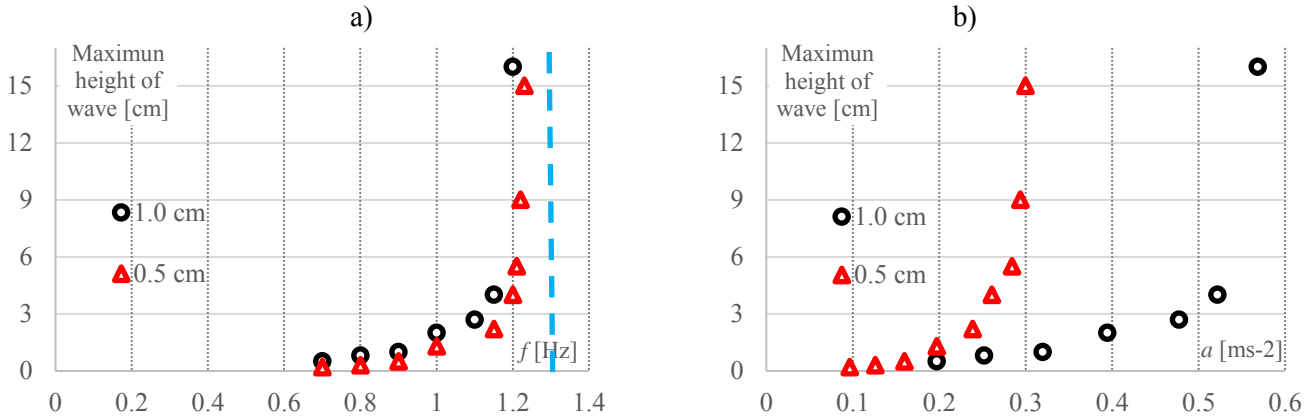 a)
Maximun
height of
wave [cm]
15
12
9
6
3
0
1.0 cm
0.5 cm
f [Hz]
0
0.2
0.4
0.6
0.8
1
1.2
1.4
b)
Maximun
height of
wave [cm]
15
12
9
6
3
0
1.0 cm
0.5 cm
a [ms-2]
0
0.1
0.2
0.3
0.4
0.5
0.6